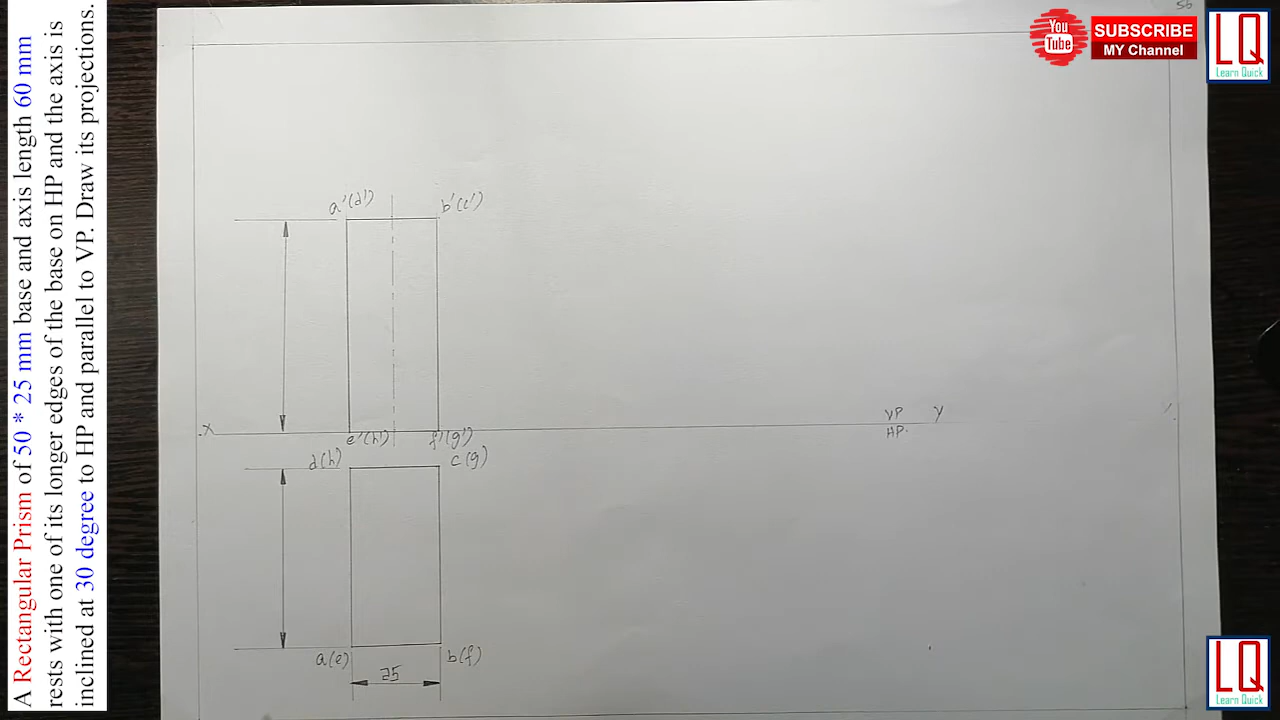 A Rectangular Prism of 50 * 25 mm base and axis length 60 mm
rests with one of its longer edges of the base on HP and the axis is
inclined at 30 degree to HP and parallel to VP. Draw its projections.
56
You
Tube
SUBSCRIBE
MY Channel
LQ
Learn Quick
a'(d')
b'(c')
X
e'(h')
f'(g')
VP
HP.
Y
d(h)
c(g)
a(e)
b(f)
25
LQ
Learn Quick